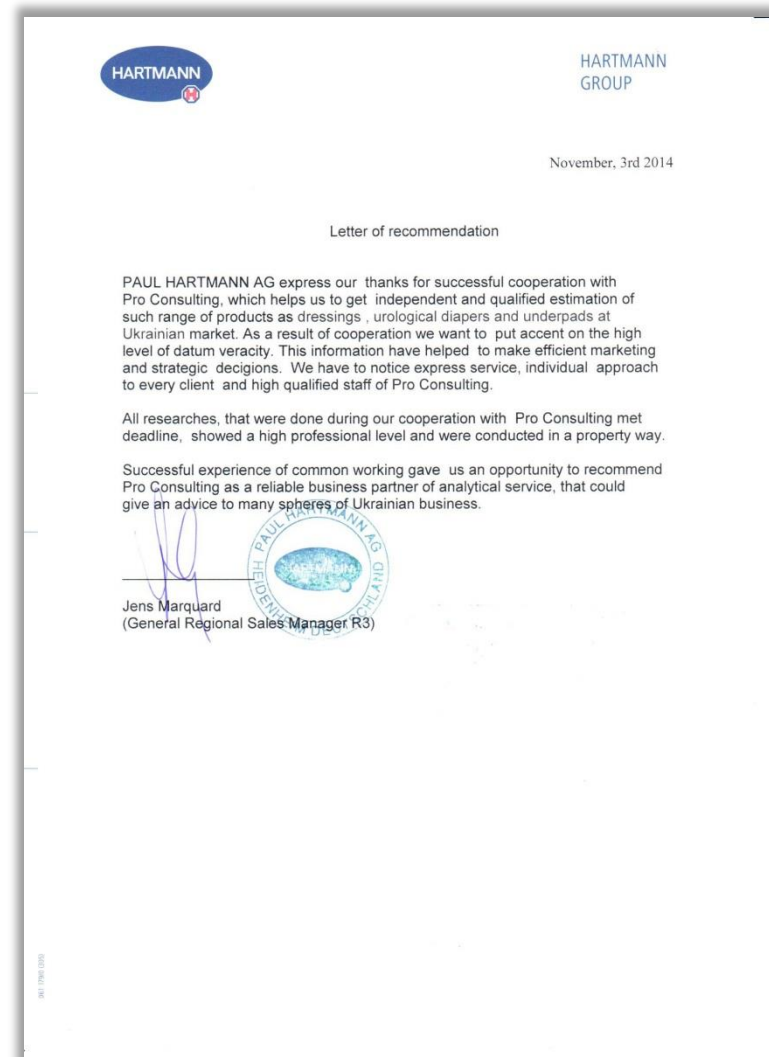 HARTMANN
HARTMANN
GROUP
November, 3rd 2014
Letter of recommendation
PAUL HARTMANN AG express our thanks for successful cooperation with
Pro Consulting, which helps us to get independent and qualified estimation of
such range of products as dressings , urological diapers and underpads at
Ukrainian market. As a result of cooperation we want to put accent on the high
level of datum veracity. This information have helped to make efficient marketing
and strategic decigions. We have to notice express service, individual approach
to every client and high qualified staff of Pro Consulting.
All researches, that were done during our cooperation with Pro Consulting met
deadline, showed a high professional level and were conducted in a property way.
Successful experience of common working gave us an opportunity to recommend
Pro Consulting as a reliable business partner of analytical service, that could
give an advice to many spheres of Ukrainian business.
PAUL HARTMANN AG
HARTMANN
HEIDENHEIM DEUTSCHLAND
Jens Marquard
(General Regional Sales Manager R3)